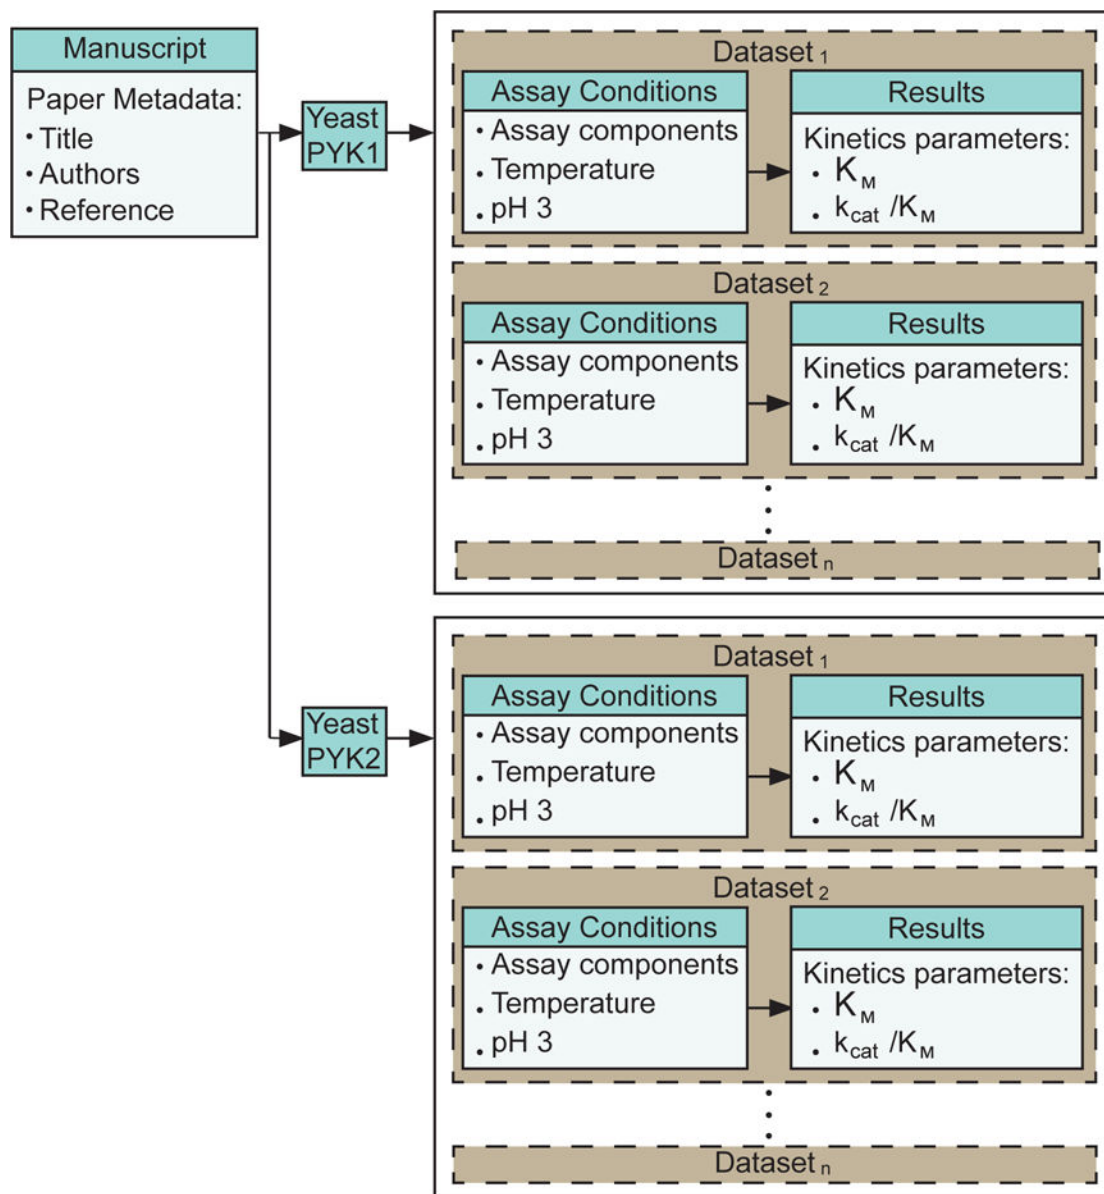 Manuscript
Paper Metadata:
• Title
• Authors
• Reference
Yeast
PYK1
Dataset 1
Assay Conditions
• Assay components
• Temperature
• pH 3
Results
Kinetics parameters:
• KM
• kcat /KM
Dataset 2
Assay Conditions
• Assay components
• Temperature
• pH 3
Results
Kinetics parameters:
• KM
• kcat /KM
Dataset n
Yeast
PYK2
Dataset 1
Assay Conditions
• Assay components
• Temperature
• pH 3
Results
Kinetics parameters:
• KM
• kcat /KM
Dataset 2
Assay Conditions
• Assay components
• Temperature
• pH 3
Results
Kinetics parameters:
• KM
• kcat /KM
Dataset n